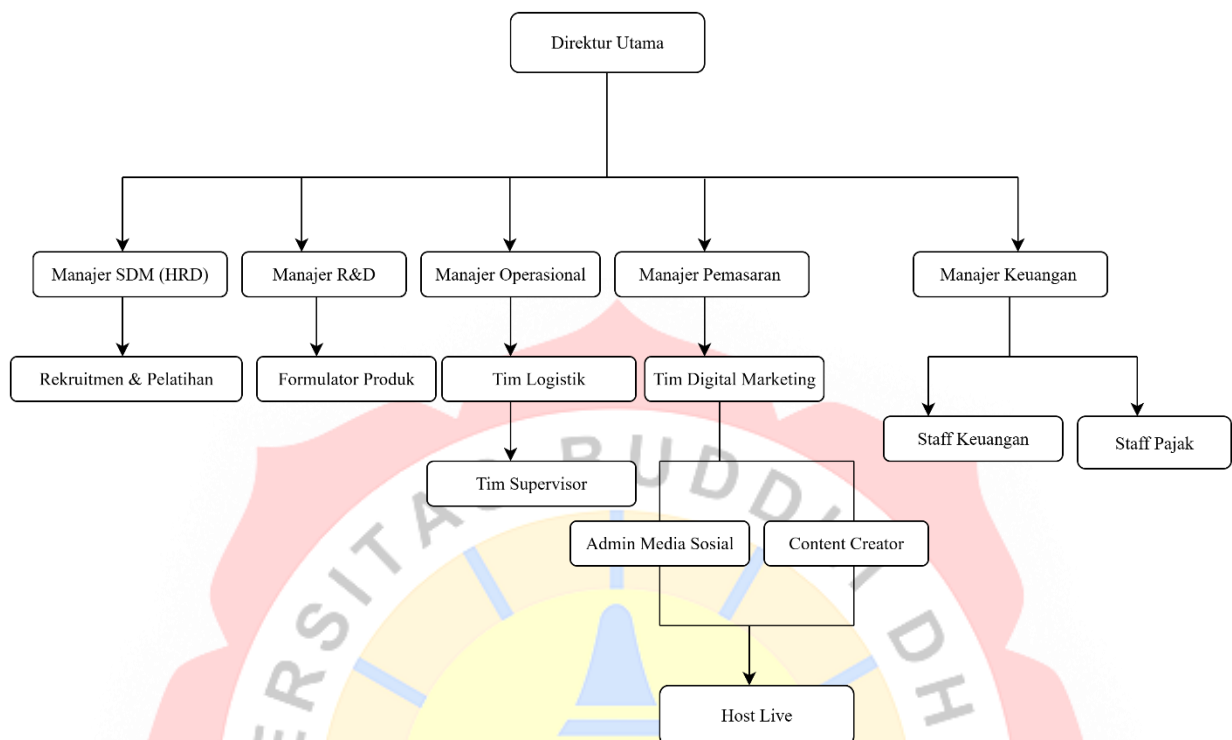 Direktur Utama
Manajer SDM (HRD)
Manajer R&D
Manajer Operasional
Manajer Pemasaran
Manajer Keuangan
Rekruitmen & Pelatihan
Formulator Produk
Tim Logistik
Tim Digital Marketing
Staff Keuangan
Staff Pajak
Tim Supervisor
Admin Media Sosial
Content Creator
Host Live
BUDDHI